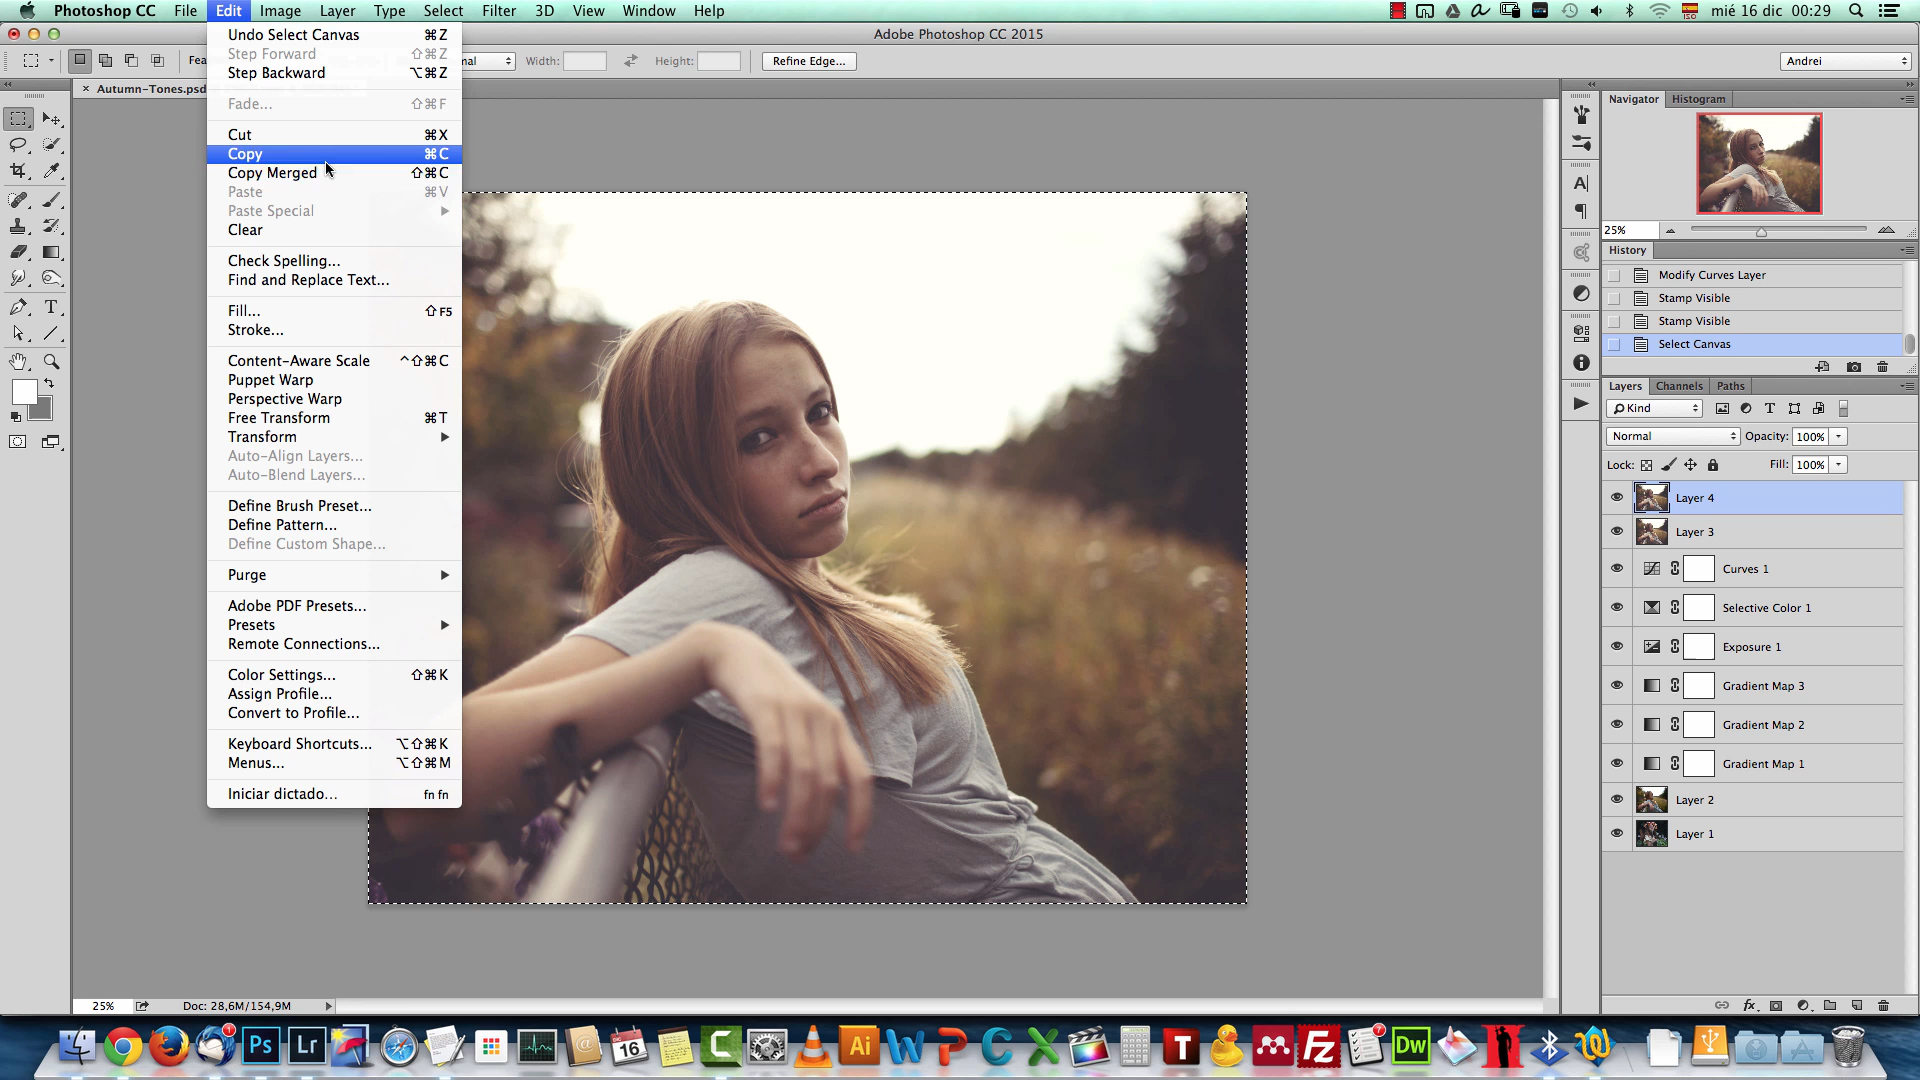 Photoshop CC File Edit Image Layer Type Select Filter 3D View Window Help mié 16 dic 00:29
Adobe Photoshop CC 2015
Fea mal Width: Height: Refine Edge... Andrei
× Autumn-Tones.psd
Undo Select Canvas ⌘Z
Step Forward ⇧⌘Z
Step Backward ⌥⌘Z
Fade... ⇧⌘F
Cut ⌘X
Copy ⌘C
Copy Merged ⇧⌘C
Paste ⌘V
Paste Special
Clear
Check Spelling...
Find and Replace Text...
Fill... ⇧F5
Stroke...
Content-Aware Scale ^⇧⌘C
Puppet Warp
Perspective Warp
Free Transform ⌘T
Transform
Auto-Align Layers...
Auto-Blend Layers...
Define Brush Preset...
Define Pattern...
Define Custom Shape...
Purge
Adobe PDF Presets...
Presets
Remote Connections...
Color Settings... ⇧⌘K
Assign Profile...
Convert to Profile...
Keyboard Shortcuts... ⌥⇧⌘K
Menus... ⌥⇧⌘M
Iniciar dictado... fn fn
Navigator Histogram
25%
History
Modify Curves Layer
Stamp Visible
Stamp Visible
Select Canvas
Layers Channels Paths
Kind
Normal Opacity: 100%
Lock: Fill: 100%
Layer 4
Layer 3
Curves 1
Selective Color 1
Exposure 1
Gradient Map 3
Gradient Map 2
Gradient Map 1
Layer 2
Layer 1
25% Doc: 28,6M/154,9M
Ps Lr 16 Ai Fz 7 Dw